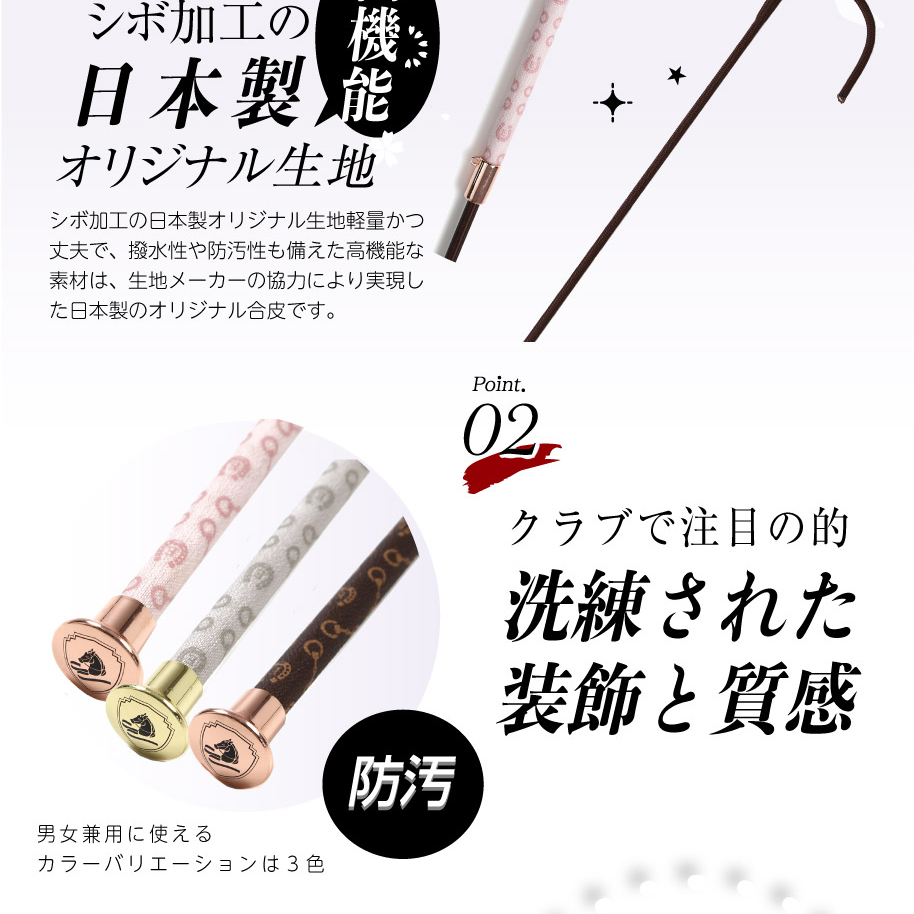 シボ加工の
日本製
オリジナル生地
機能
シボ加工の日本製オリジナル生地軽量かつ
丈夫で、撥水性や防汚性も備えた高機能な
素材は、生地メーカーの協力により実現し
た日本製のオリジナル合皮です。
Point.
02
クラブで注目の的
洗練された
装飾と質感
防汚
男女兼用に使える
カラーバリエーションは３色